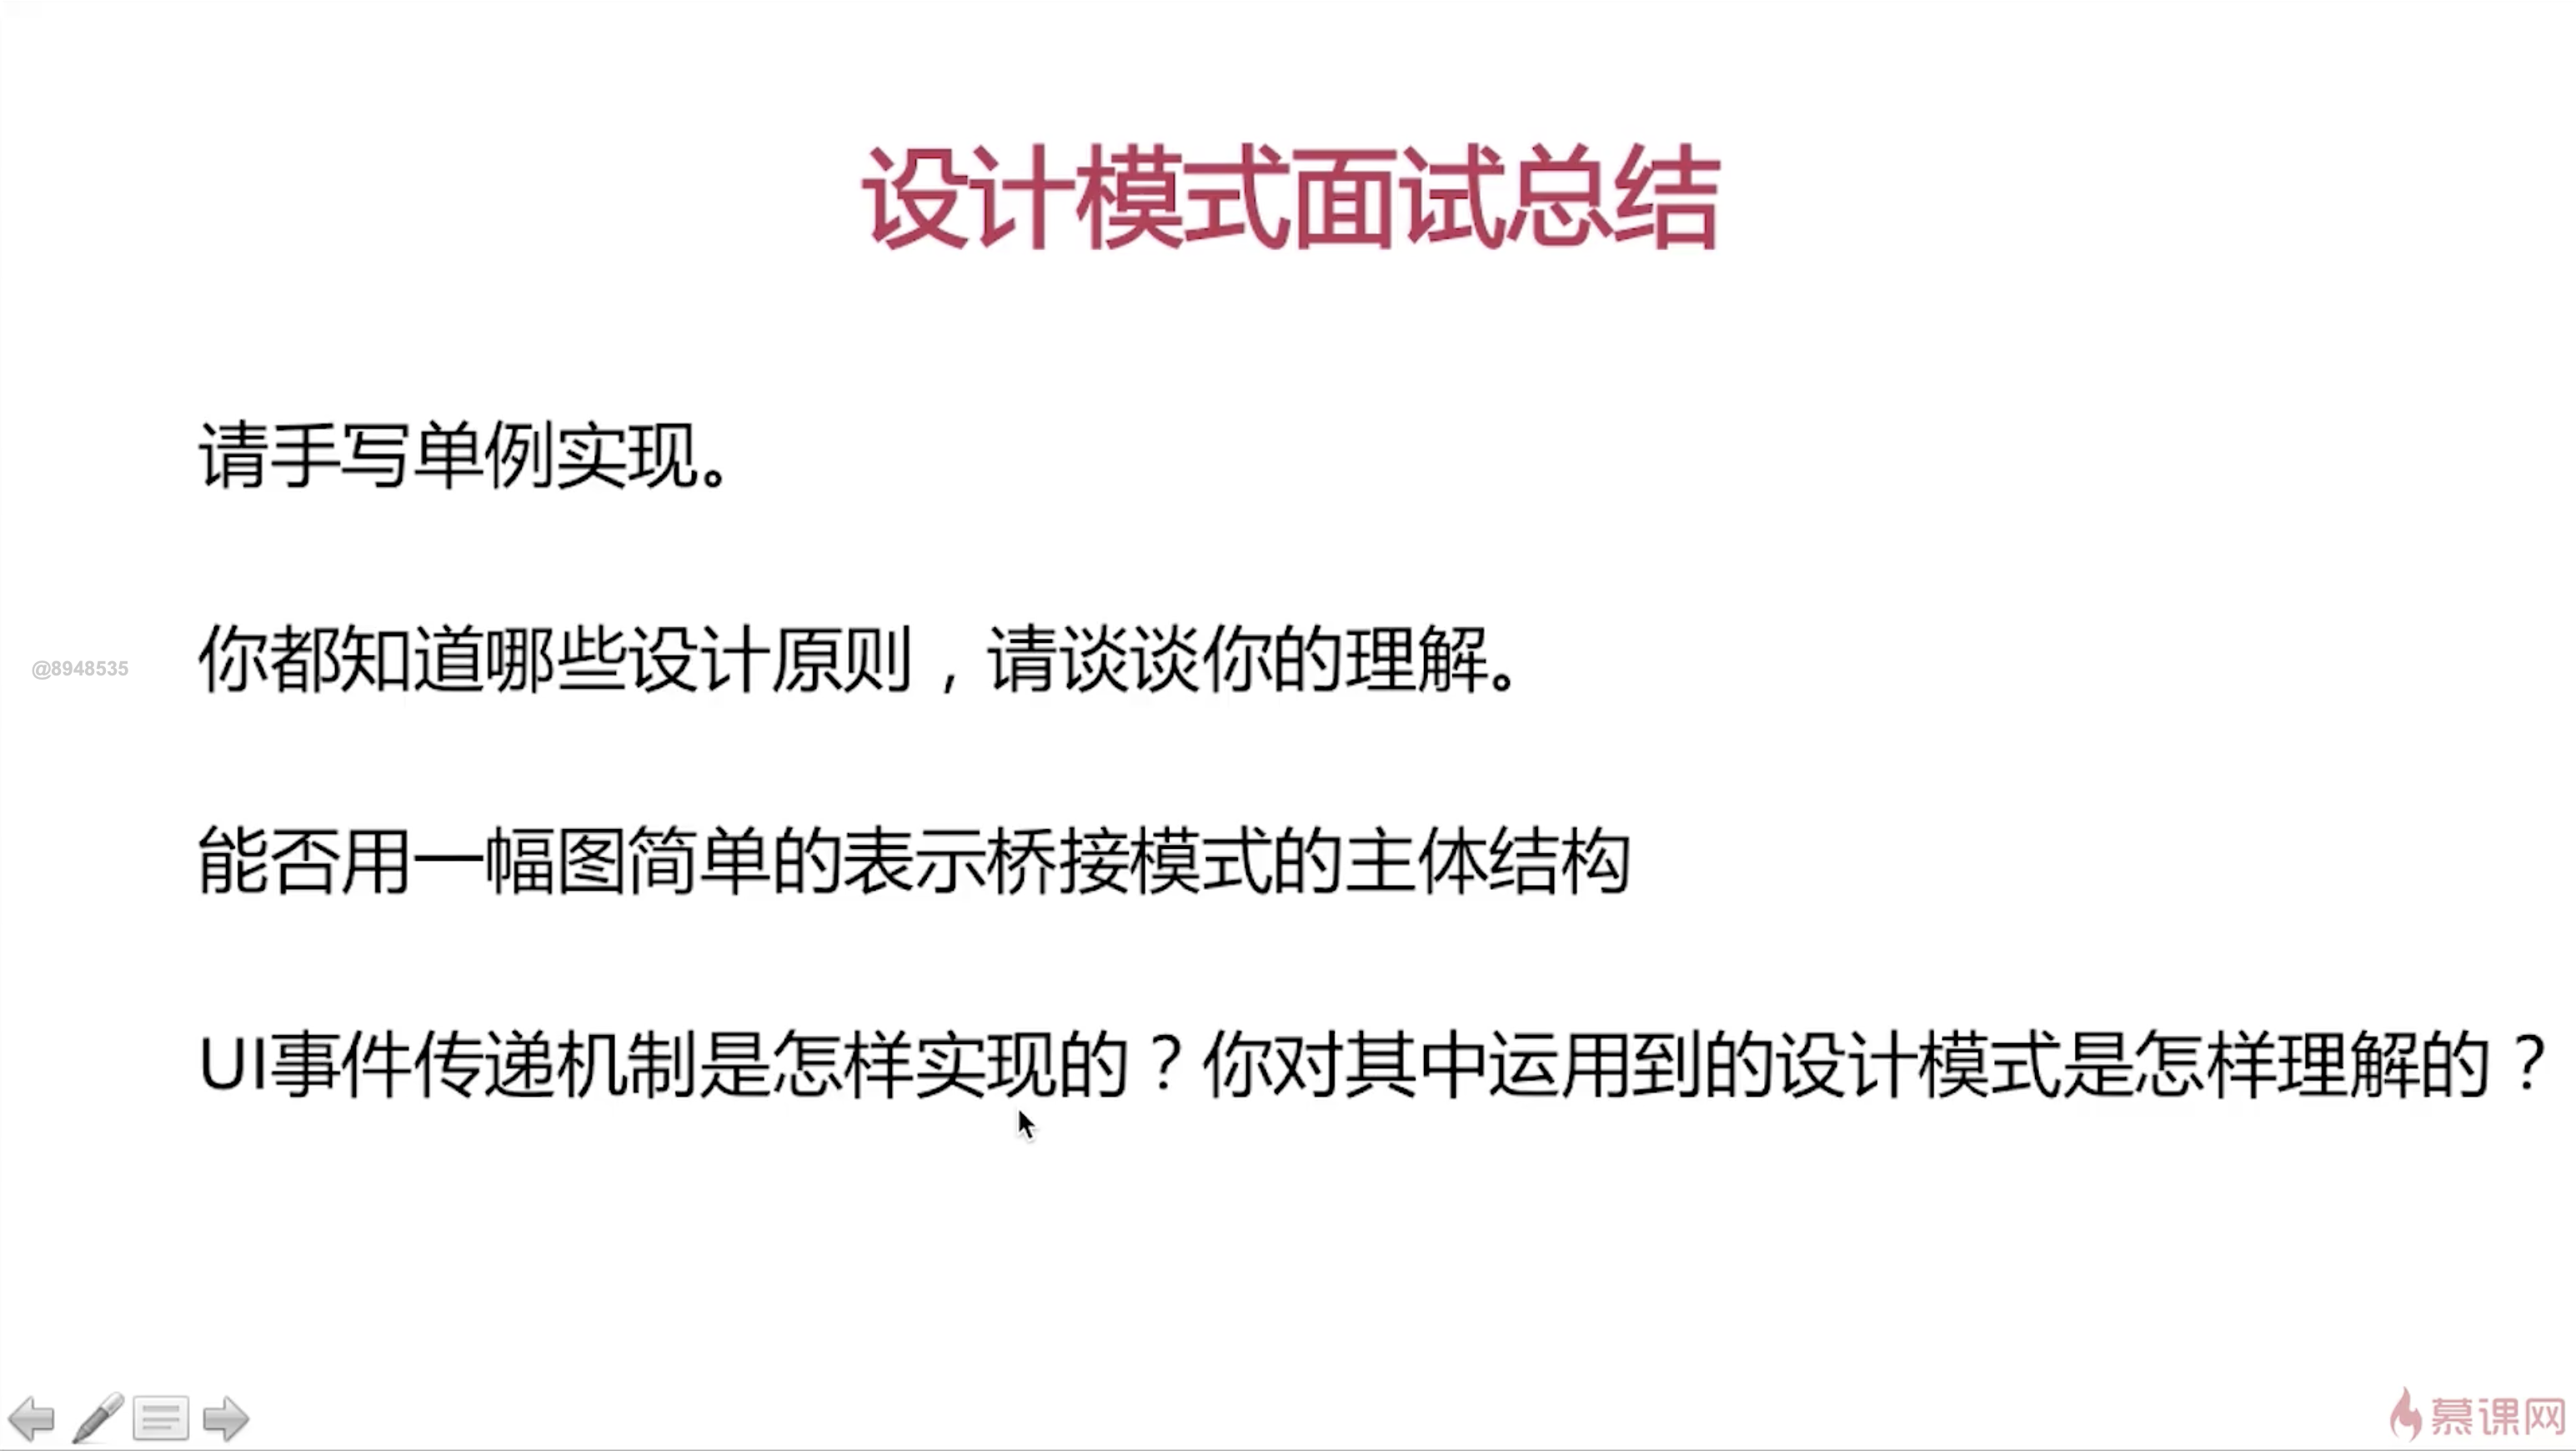 设计模式面试总结
请手写单例实现。
你都知道哪些设计原则，请谈谈你的理解。
@8948535
能否用一幅图简单的表示桥接模式的主体结构
UI事件传递机制是怎样实现的？你对其中运用到的设计模式是怎样理解的？
慕课网